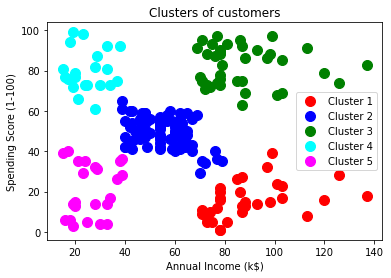 Clusters of customers
100
80
60
40
20
0
Spending Score (1-100)
Cluster 1
Cluster 2
Cluster 3
Cluster 4
Cluster 5
20 40 60 80 100 120 140
Annual Income (k$)